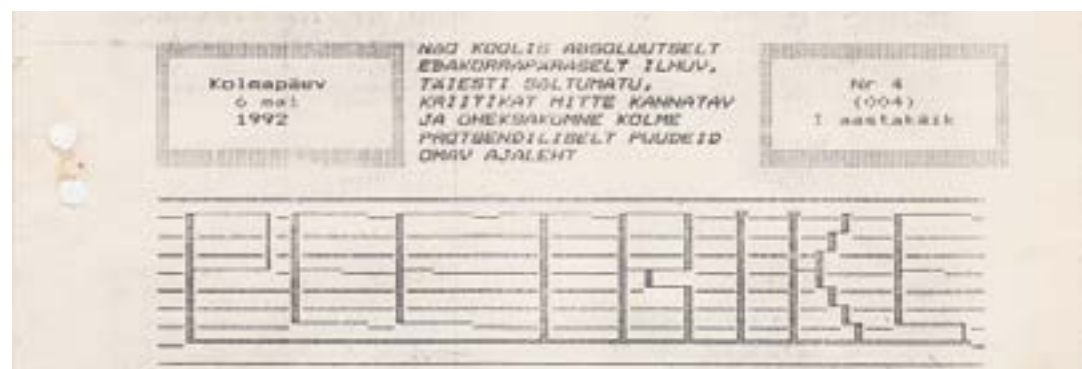 Kolmapäev
6 mai
1992
NÕO KOOLIS ABSOLUUTSELT
EBAKORRAPÄRASELT ILMUV,
TÄIESTI SÕLTUMATU,
KRIITIKAT MITTE KANNATAV
JA ÜHEKSAKÜMNE KOLME
PROTSENDILISELT PUUDEID
OMAV AJALEHT
Nr 4
(004)
I aastakäik